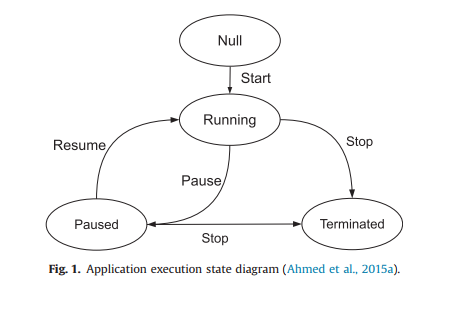 Null
Start
Running
Resume
Stop
Pause
Paused
Terminated
Stop
Fig. 1. Application execution state diagram (Ahmed et al., 2015a).